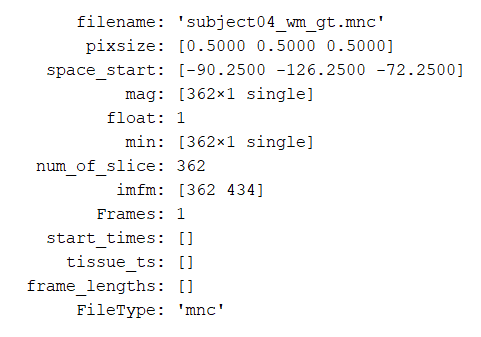 filename: 'subject04_wm_gt.mnc'
pixsize: [0.5000 0.5000 0.5000]
space_start: [-90.2500 -126.2500 -72.2500]
mag: [362×1 single]
float: 1
min: [362×1 single]
num_of_slice: 362
imfm: [362 434]
Frames: 1
start_times: []
tissue_ts: []
frame_lengths: []
FileType: 'mnc'